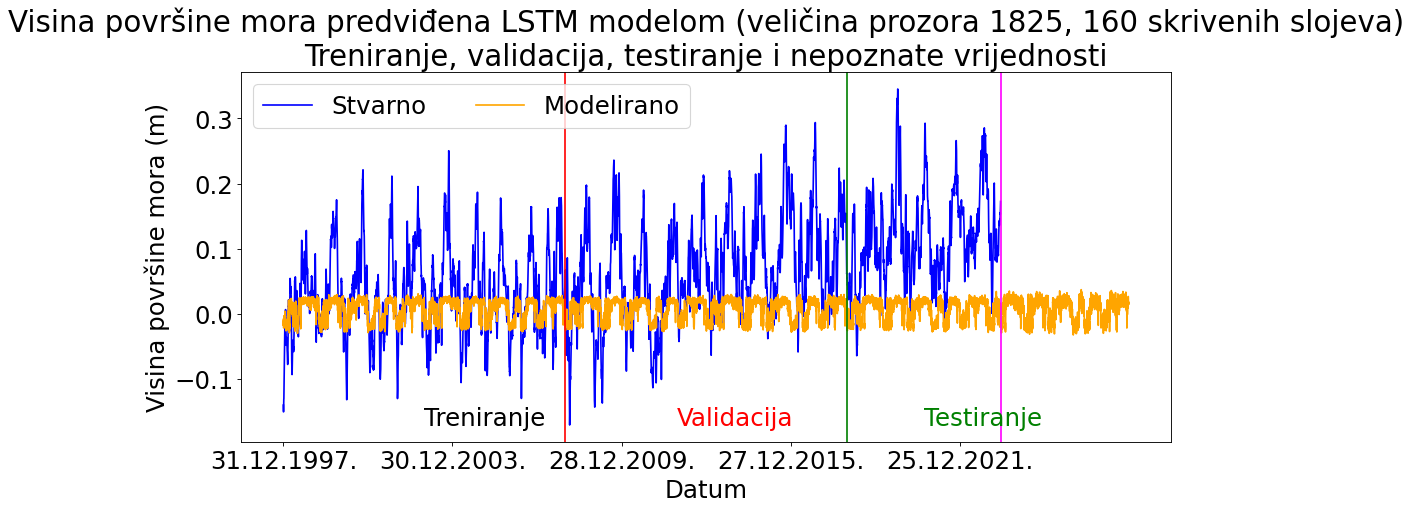 Visina površine mora predviđena LSTM modelom (veličina prozora 1825, 160 skrivenih slojeva)
Treniranje, validacija, testiranje i nepoznate vrijednosti
Stvarno Modelirano
Visina površine mora (m)
0.3
0.2
0.1
0.0
−0.1
Treniranje Validacija Testiranje
31.12.1997. 30.12.2003. 28.12.2009. 27.12.2015. 25.12.2021.
Datum